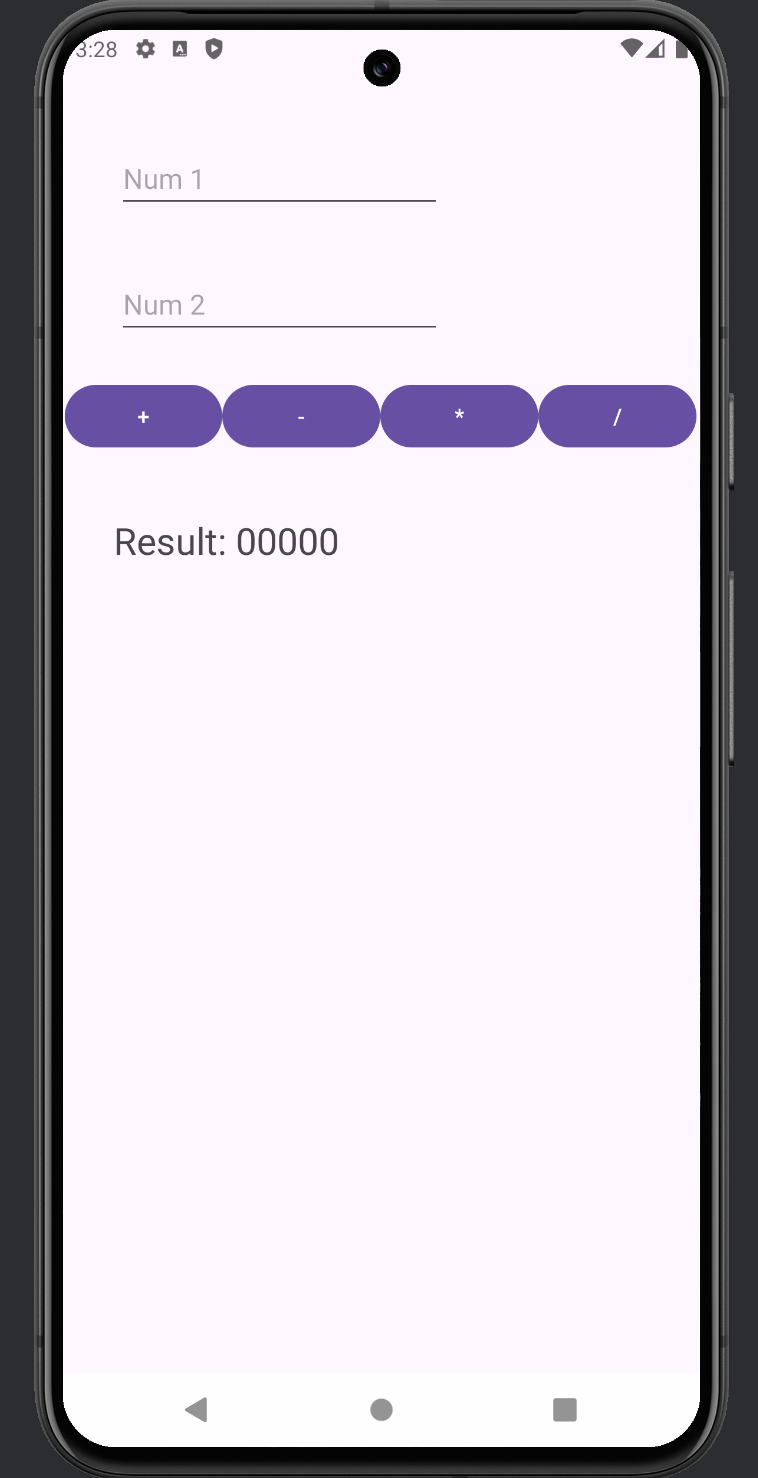 3:28
Num 1
Num 2
+ - * /
Result: 00000